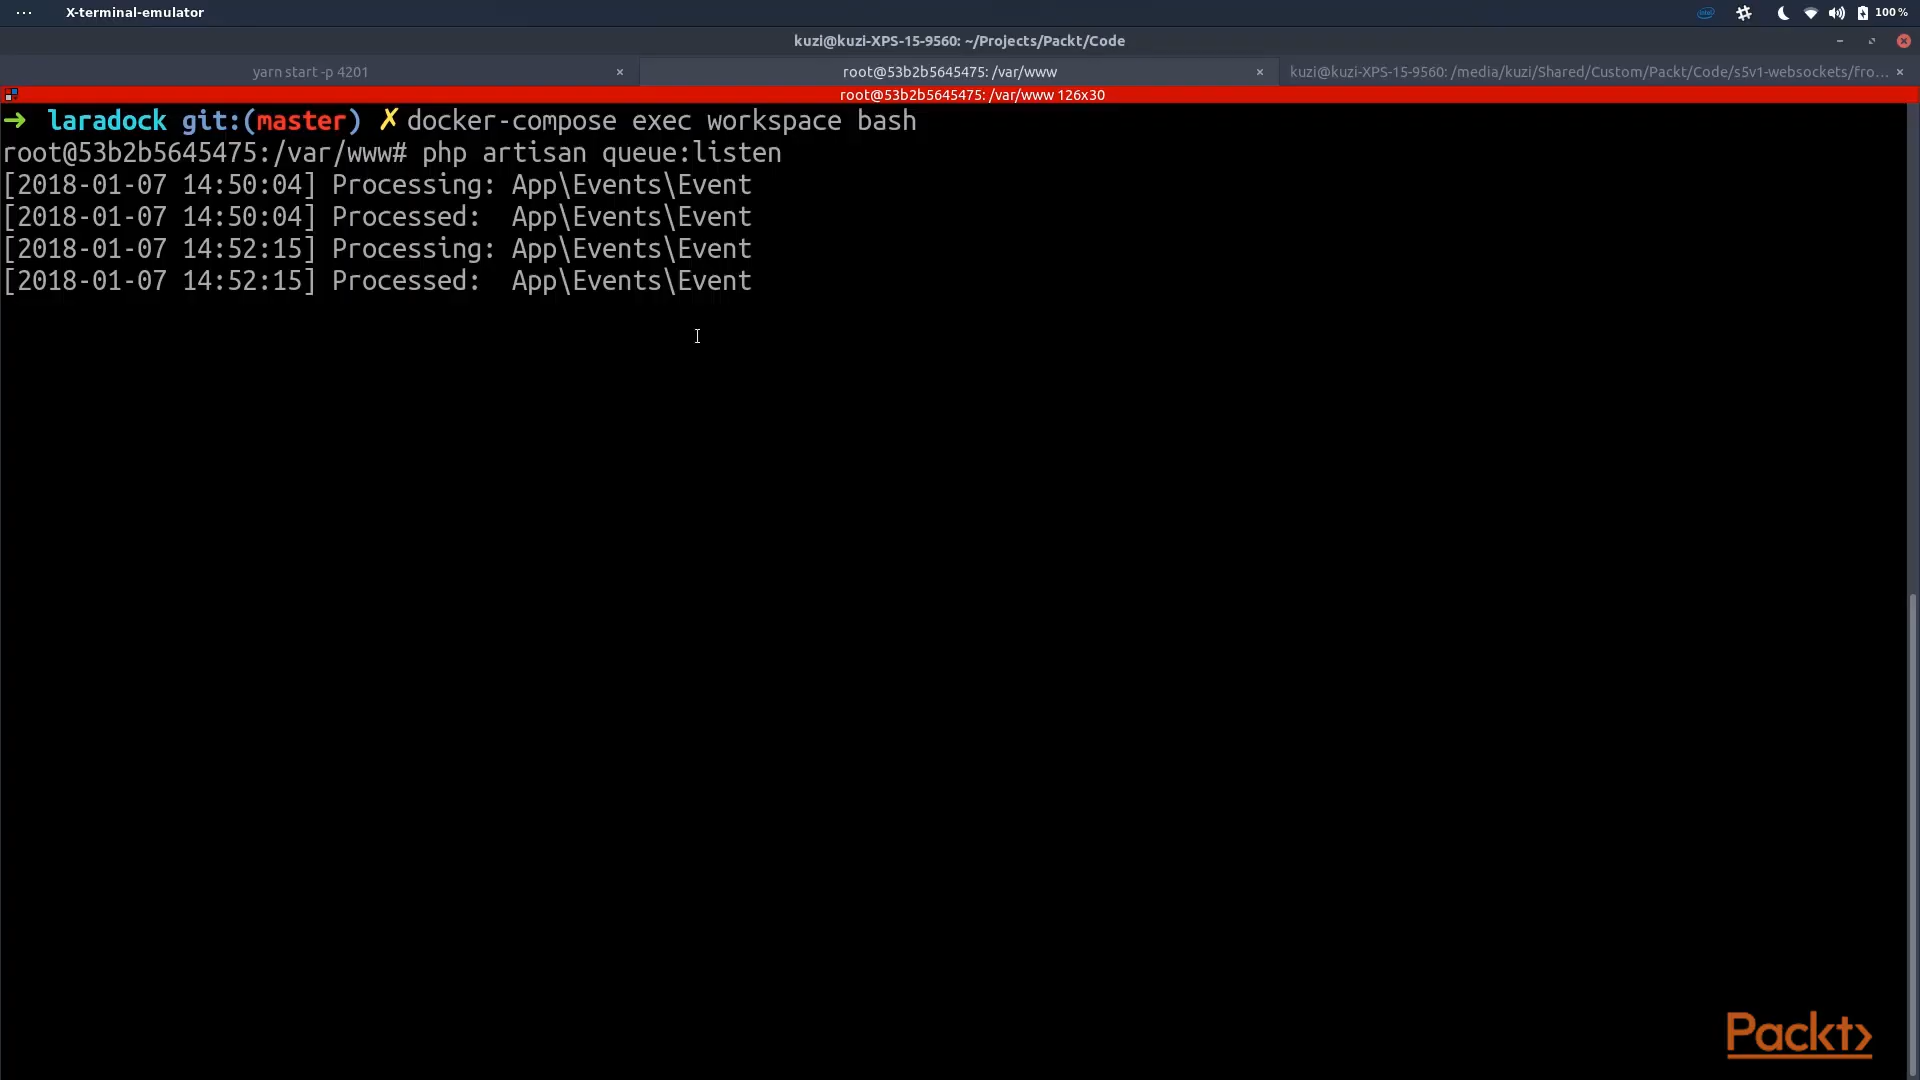 ··· X-terminal-emulator 100 %
kuzi@kuzi-XPS-15-9560: ~/Projects/Packt/Code
yarn start -p 4201 × root@53b2b5645475: /var/www × kuzi@kuzi-XPS-15-9560: /media/kuzi/Shared/Custom/Packt/Code/s5v1-websockets/fro... ×
root@53b2b5645475: /var/www 126x30
→ laradock git:(master) ✗ docker-compose exec workspace bash
root@53b2b5645475:/var/www# php artisan queue:listen
[2018-01-07 14:50:04] Processing: App\Events\Event
[2018-01-07 14:50:04] Processed:  App\Events\Event
[2018-01-07 14:52:15] Processing: App\Events\Event
[2018-01-07 14:52:15] Processed:  App\Events\Event
Packt>